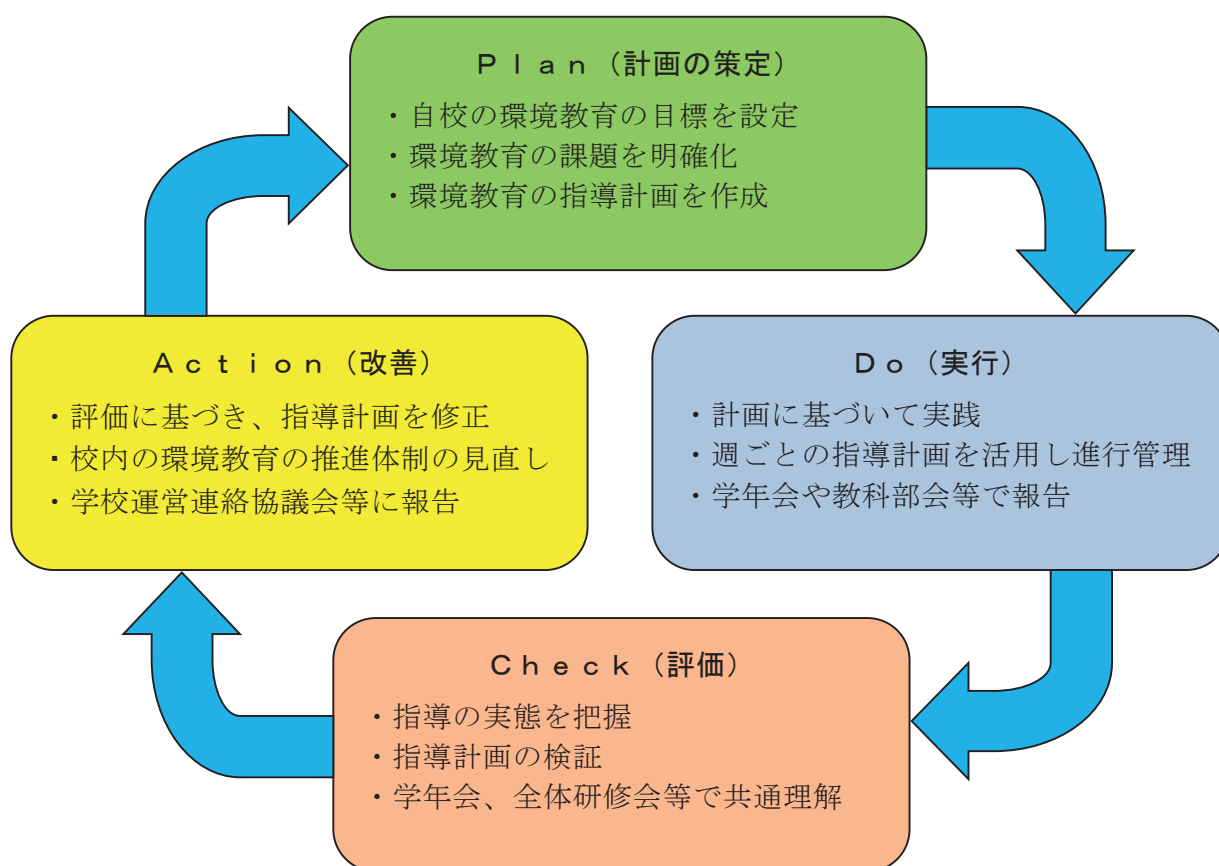 Ｐｌａｎ（計画の策定）
・自校の環境教育の目標を設定
・環境教育の課題を明確化
・環境教育の指導計画を作成
Ｄｏ（実行）
・計画に基づいて実践
・週ごとの指導計画を活用し進行管理
・学年会や教科部会等で報告
Ｃｈｅｃｋ（評価）
・指導の実態を把握
・指導計画の検証
・学年会、全体研修会等で共通理解
Ａｃｔｉｏｎ（改善）
・評価に基づき、指導計画を修正
・校内の環境教育の推進体制の見直し
・学校運営連絡協議会等に報告